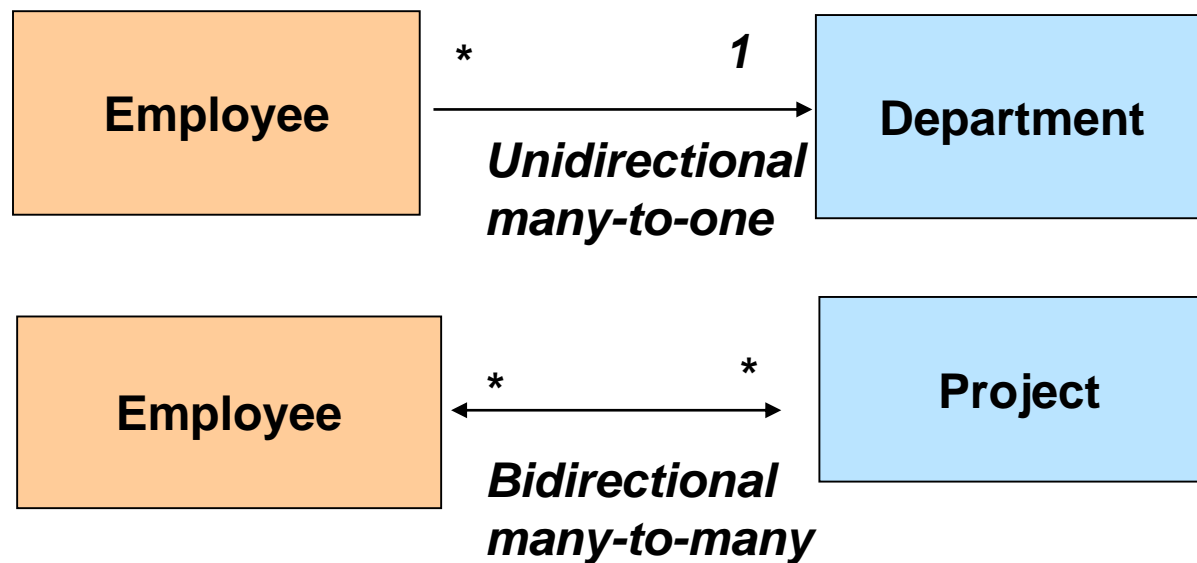 * 1
Employee
Department
Unidirectional
many-to-one
* *
Employee
Project
Bidirectional
many-to-many